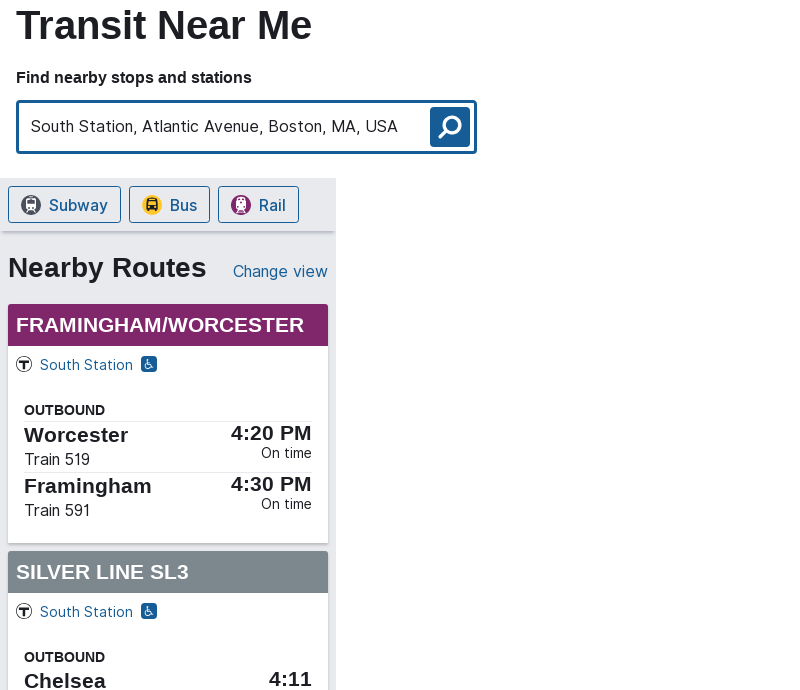 Transit Near Me
Find nearby stops and stations
South Station, Atlantic Avenue, Boston, MA, USA
Subway Bus Rail
Nearby Routes Change view
FRAMINGHAM/WORCESTER
T South Station
OUTBOUND
Worcester 4:20 PM
Train 519 On time
Framingham 4:30 PM
Train 591 On time
SILVER LINE SL3
T South Station
OUTBOUND
Chelsea 4:11